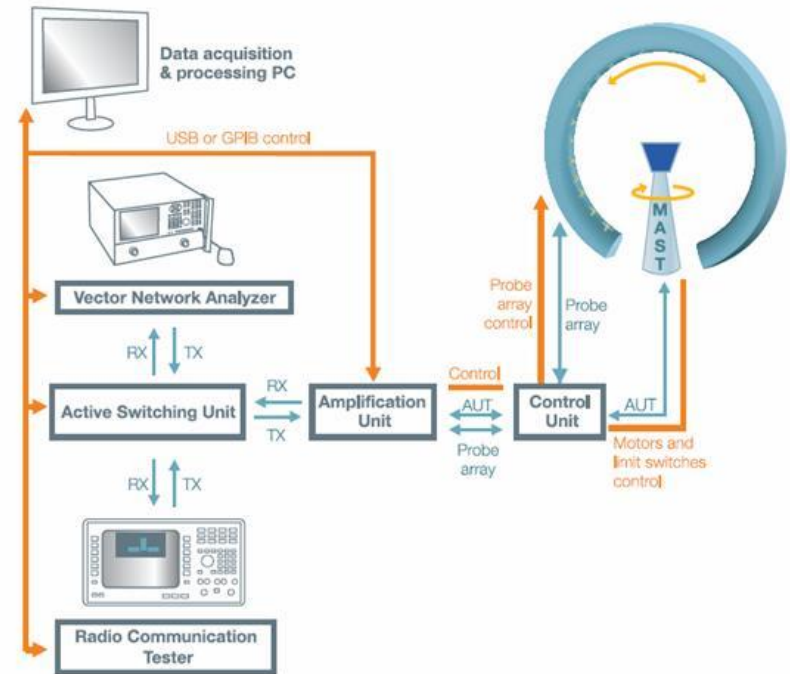 Data acquisition
& processing PC
USB or GPIB control
Vector Network Analyzer
RX
TX
Active Switching Unit
RX
TX
Amplification
Unit
Control
AUT
Probe
array
Control
Unit
Probe
array
control
Probe
array
MAST
AUT
Motors and
limit switches
control
RX
TX
Radio Communication
Tester